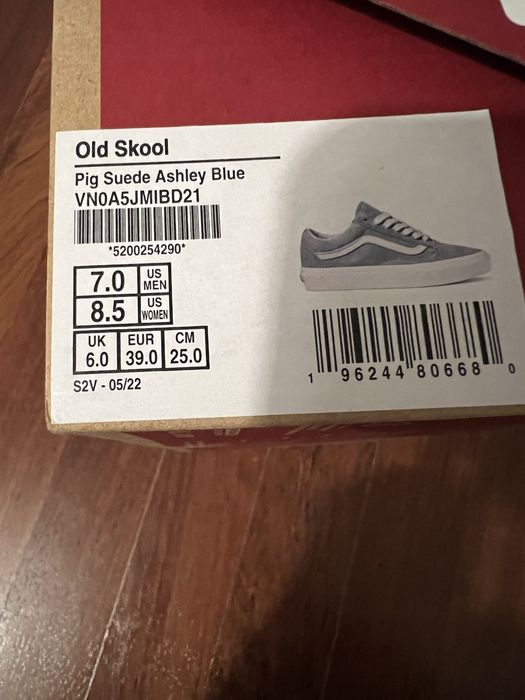 Old Skool
Pig Suede Ashley Blue
VN0A5JMIBD21
*5200254290*
7.0 US MEN
8.5 US WOMEN
UK EUR CM
6.0 39.0 25.0
S2V - 05/22
1 96244 80668 0